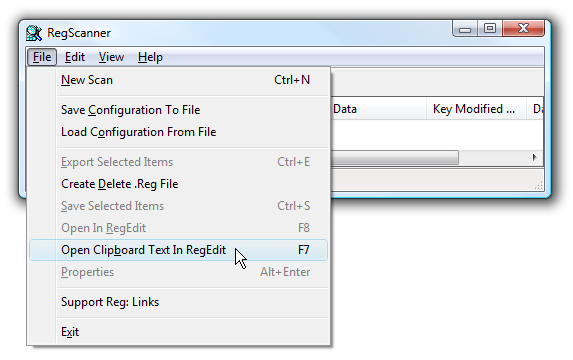 RegScanner
File Edit View Help
New Scan Ctrl+N
Save Configuration To File
Data Key Modified ... Da
Load Configuration From File
Export Selected Items Ctrl+E
Create Delete .Reg File
Save Selected Items Ctrl+S
Open In RegEdit F8
Open Clipboard Text In RegEdit F7
Properties Alt+Enter
Support Reg: Links
Exit